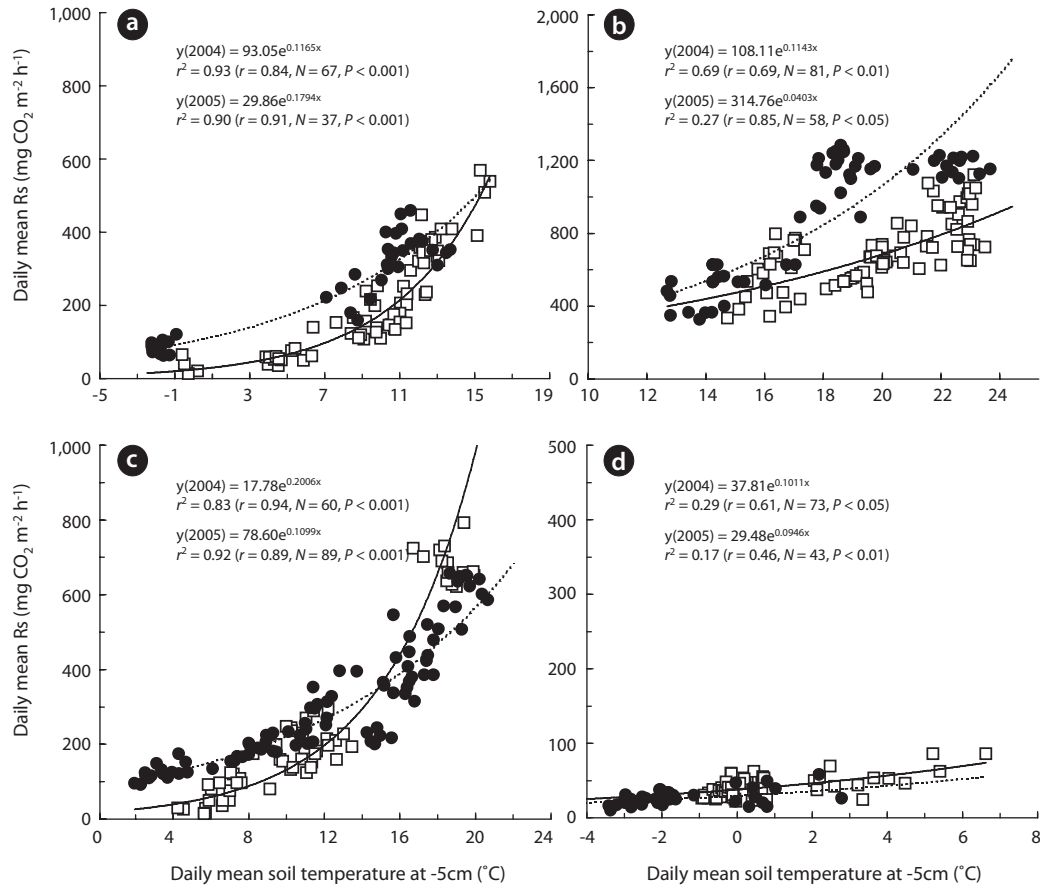 a
y(2004) = 93.05e^0.1165x
r² = 0.93 (r = 0.84, N = 67, P < 0.001)
y(2005) = 29.86e^0.1794x
r² = 0.90 (r = 0.91, N = 37, P < 0.001)
Daily mean Rs (mg CO₂ m⁻² h⁻¹)
1,000
800
600
400
200
0
-5 -1 3 7 11 15 19
b
y(2004) = 108.11e^0.1143x
r² = 0.69 (r = 0.69, N = 81, P < 0.01)
y(2005) = 314.76e^0.0403x
r² = 0.27 (r = 0.85, N = 58, P < 0.05)
2,000
1,600
1,200
800
400
0
10 12 14 16 18 20 22 24
c
y(2004) = 17.78e^0.2006x
r² = 0.83 (r = 0.94, N = 60, P < 0.001)
y(2005) = 78.60e^0.1099x
r² = 0.92 (r = 0.89, N = 89, P < 0.001)
Daily mean Rs (mg CO₂ m⁻² h⁻¹)
1,000
800
600
400
200
0
0 4 8 12 16 20 24
Daily mean soil temperature at -5cm (˚C)
d
y(2004) = 37.81e^0.1011x
r² = 0.29 (r = 0.61, N = 73, P < 0.05)
y(2005) = 29.48e^0.0946x
r² = 0.17 (r = 0.46, N = 43, P < 0.01)
500
400
300
200
100
0
-4 -2 0 2 4 6 8
Daily mean soil temperature at -5cm (˚C)